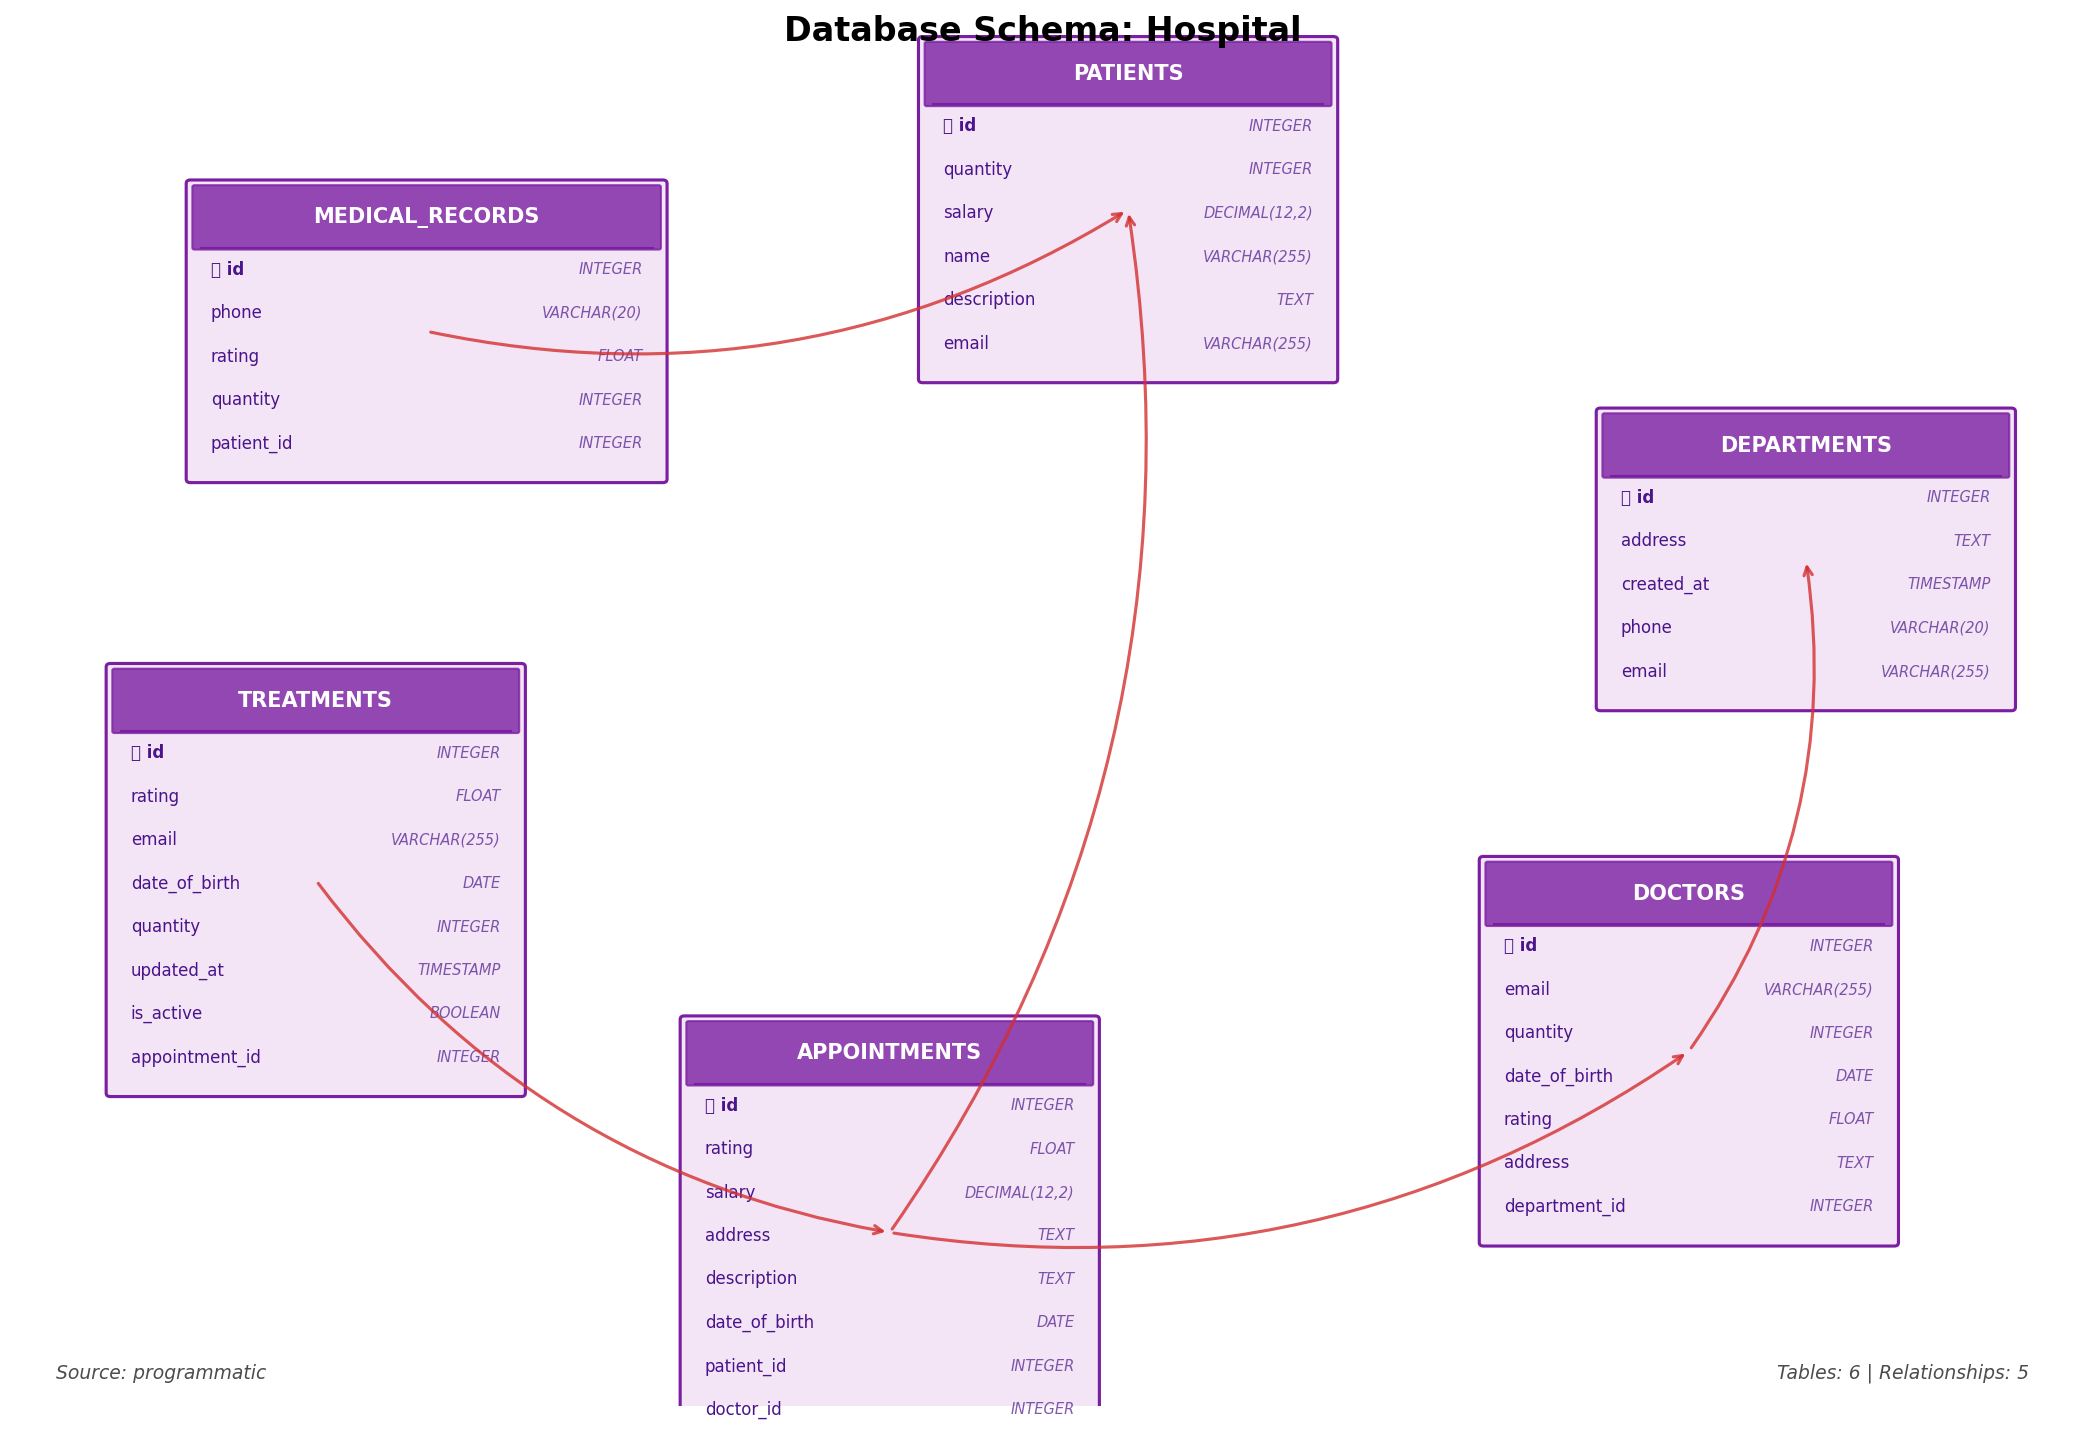 Database Schema: Hospital
PATIENTS
id INTEGER
quantity INTEGER
salary DECIMAL(12,2)
name VARCHAR(255)
description TEXT
email VARCHAR(255)
MEDICAL_RECORDS
id INTEGER
phone VARCHAR(20)
rating FLOAT
quantity INTEGER
patient_id INTEGER
DEPARTMENTS
id INTEGER
address TEXT
created_at TIMESTAMP
phone VARCHAR(20)
email VARCHAR(255)
TREATMENTS
id INTEGER
rating FLOAT
email VARCHAR(255)
date_of_birth DATE
quantity INTEGER
updated_at TIMESTAMP
is_active BOOLEAN
appointment_id INTEGER
DOCTORS
id INTEGER
email VARCHAR(255)
quantity INTEGER
date_of_birth DATE
rating FLOAT
address TEXT
department_id INTEGER
APPOINTMENTS
id INTEGER
rating FLOAT
salary DECIMAL(12,2)
address TEXT
description TEXT
date_of_birth DATE
patient_id INTEGER
doctor_id INTEGER
Source: programmatic
Tables: 6 | Relationships: 5